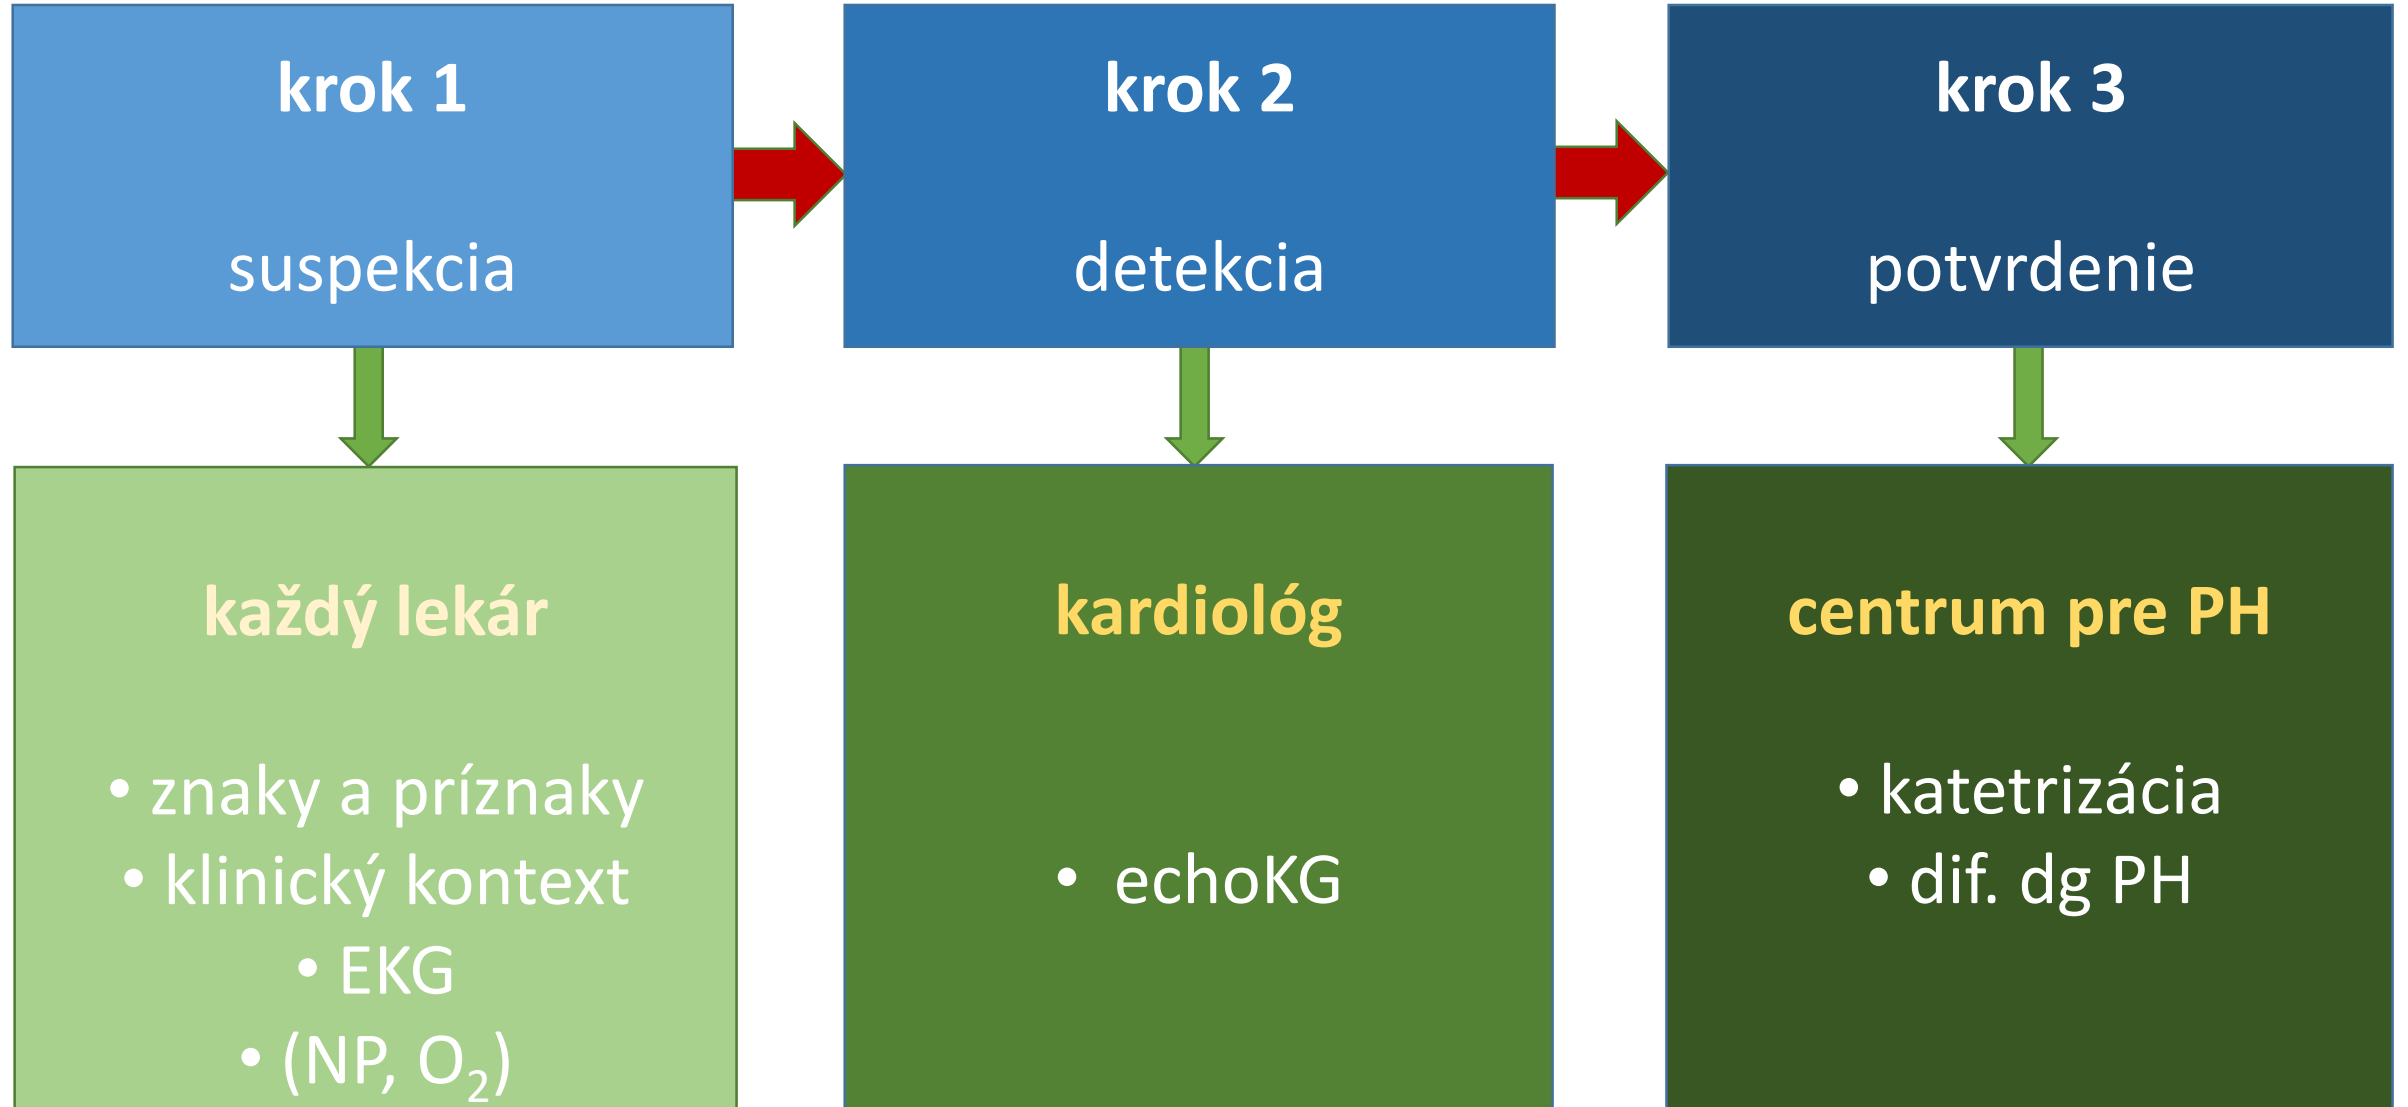 krok 1
suspekcia
krok 2
detekcia
krok 3
potvrdenie
každý lekár
• znaky a príznaky
• klinický kontext
• EKG
• (NP, O₂)
kardiológ
• echoKG
centrum pre PH
• katetrizácia
• dif. dg PH